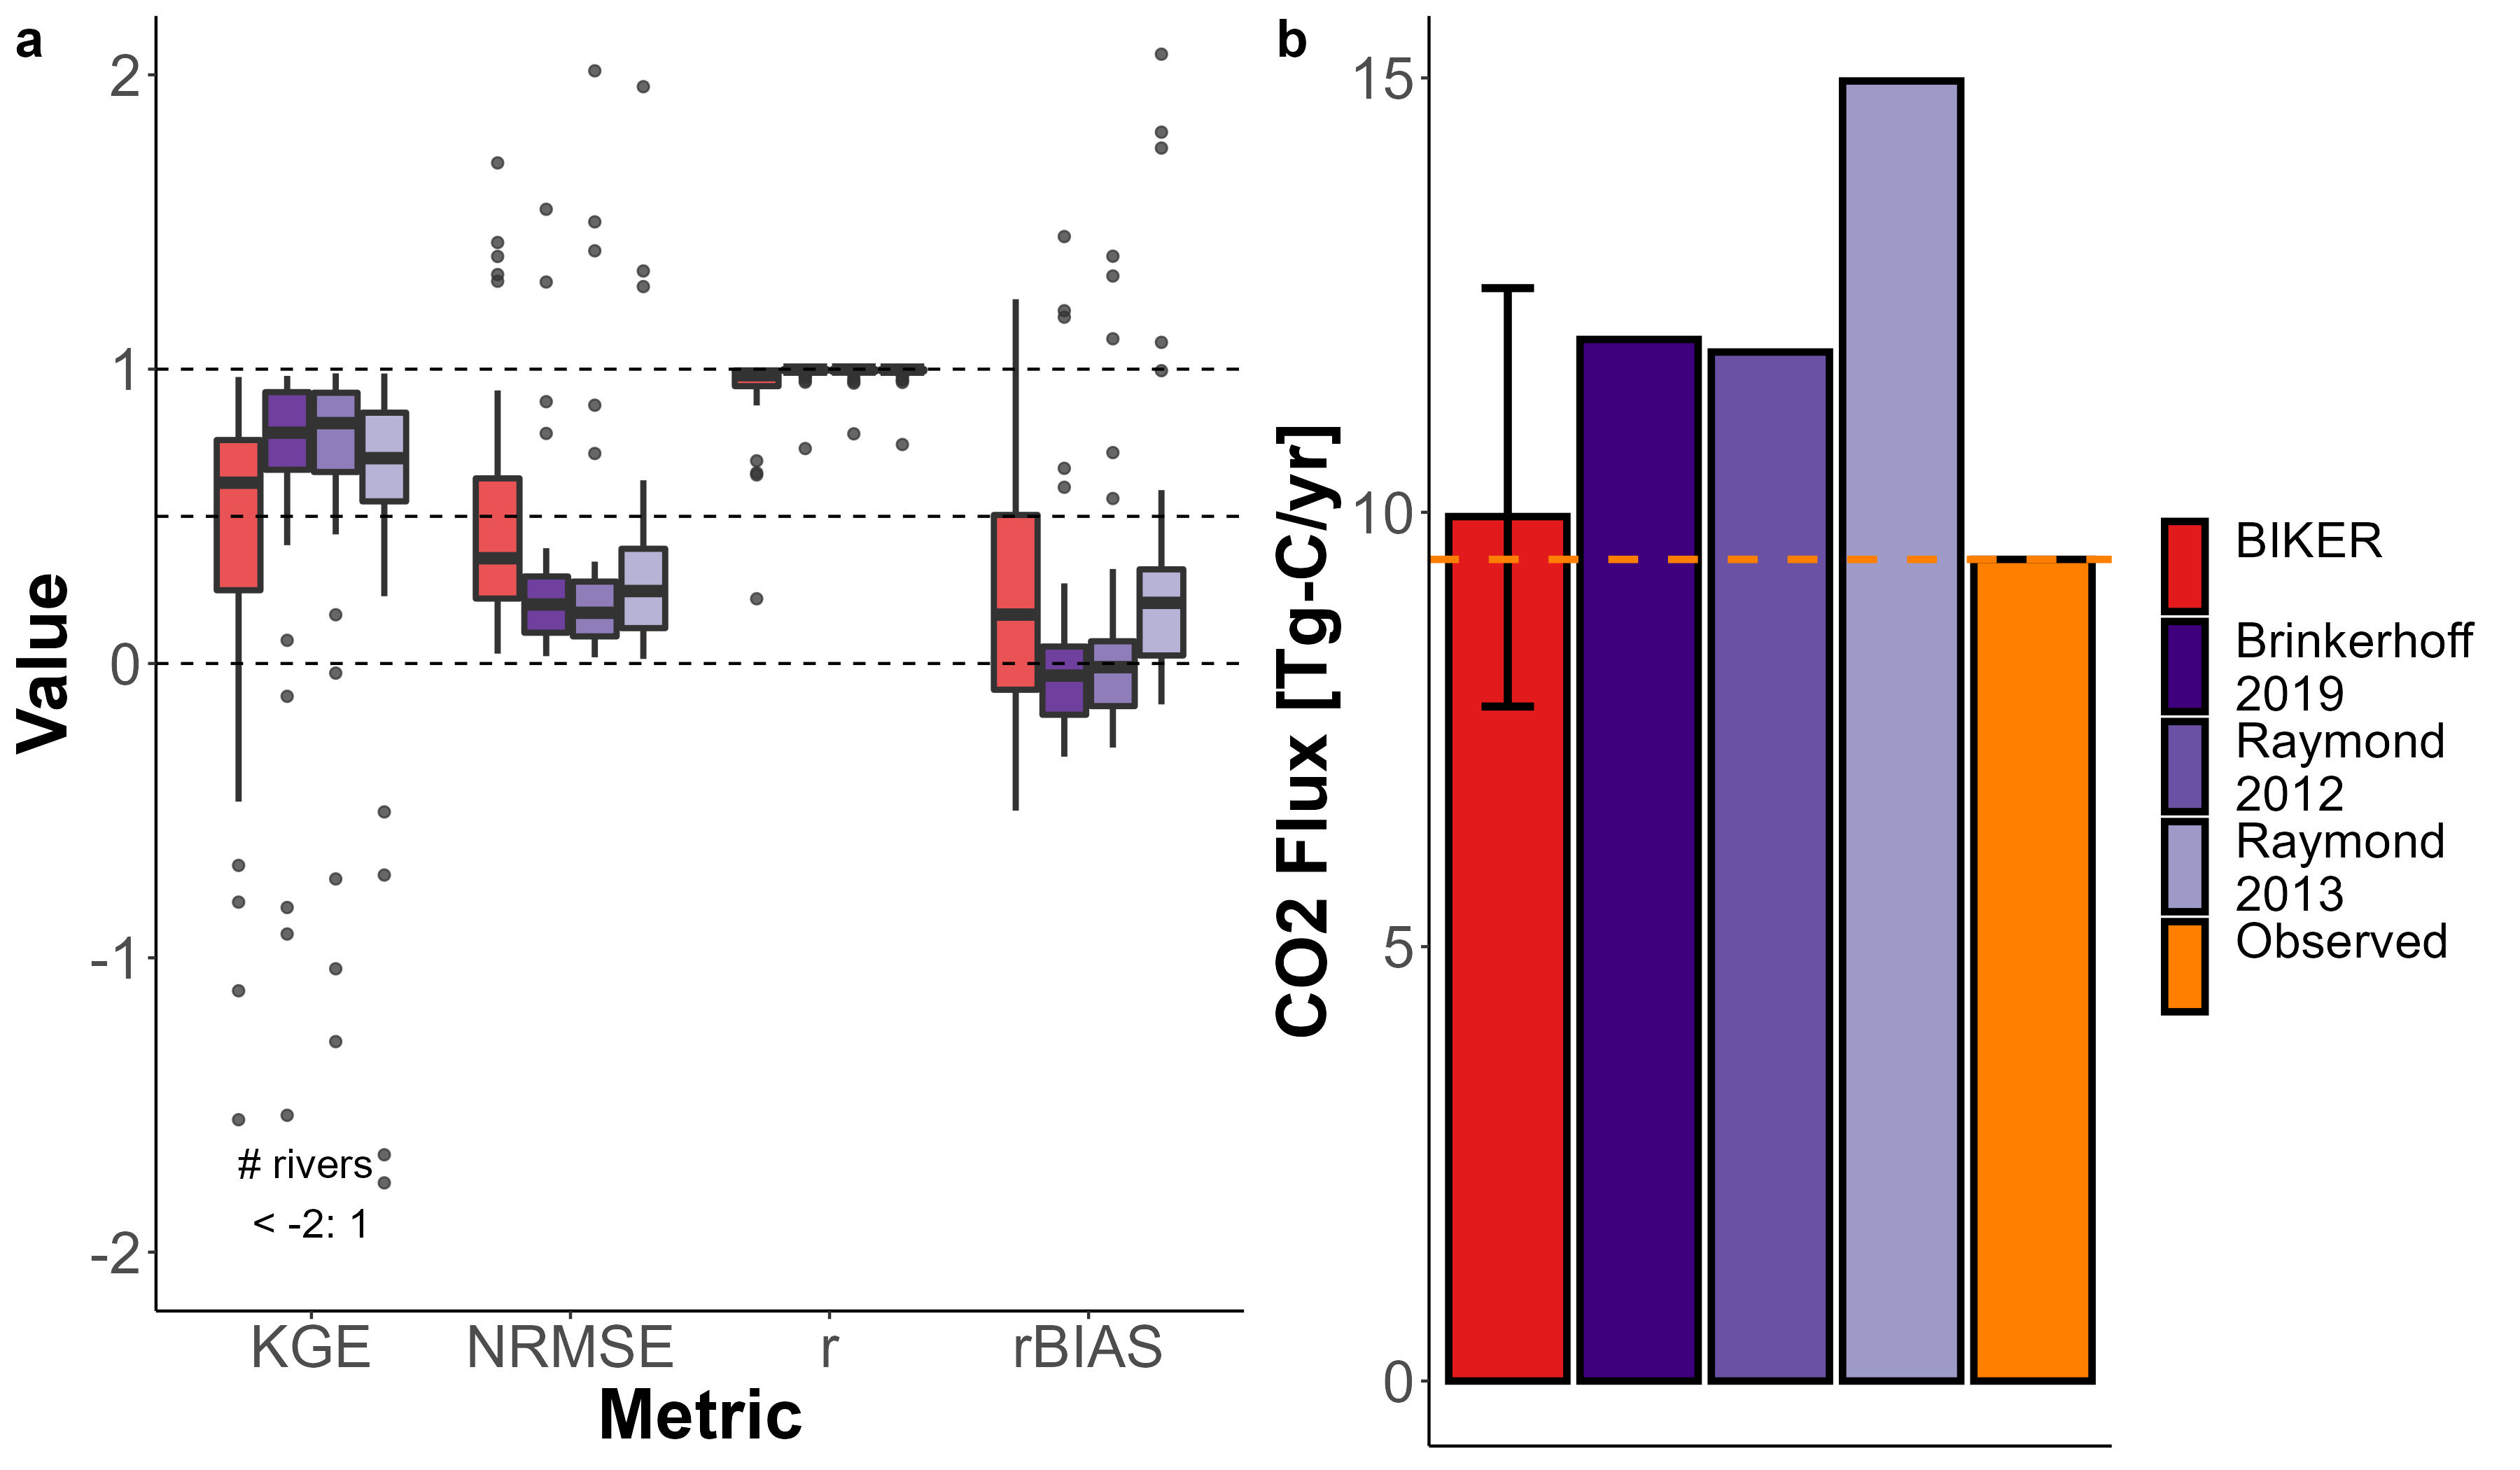 a
Value
2
1
0
-1
-2
# rivers
< -2: 1
KGE NRMSE r rBIAS
Metric
b
CO2 Flux [Tg-C/yr]
15
10
5
0
BIKER
Brinkerhoff
2019
Raymond
2012
Raymond
2013
Observed